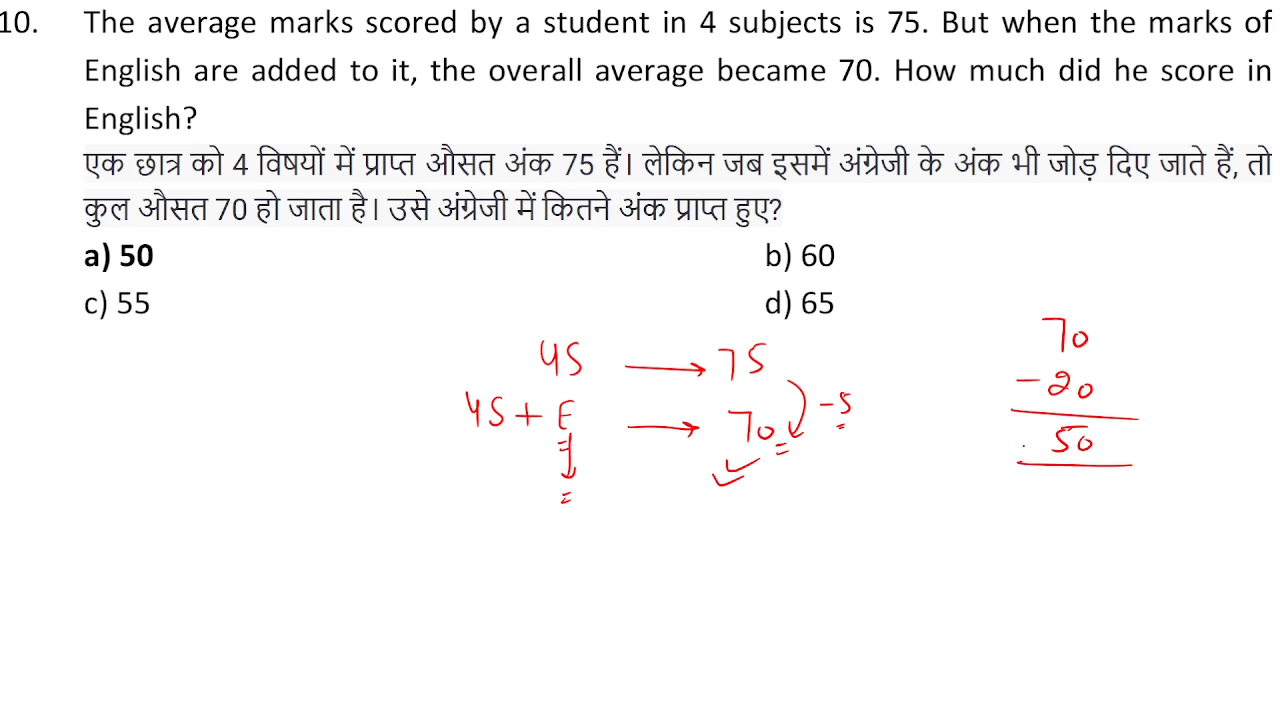 10. The average marks scored by a student in 4 subjects is 75. But when the marks of
English are added to it, the overall average became 70. How much did he score in
English?
एक छात्र को 4 विषयों में प्राप्त औसत अंक 75 हैं। लेकिन जब इसमें अंग्रेजी के अंक भी जोड़ दिए जाते हैं, तो
कुल औसत 70 हो जाता है। उसे अंग्रेजी में कितने अंक प्राप्त हुए?
a) 50 b) 60
c) 55 d) 65
4S → 75
4S + E → 70 -5
70
- 20
50